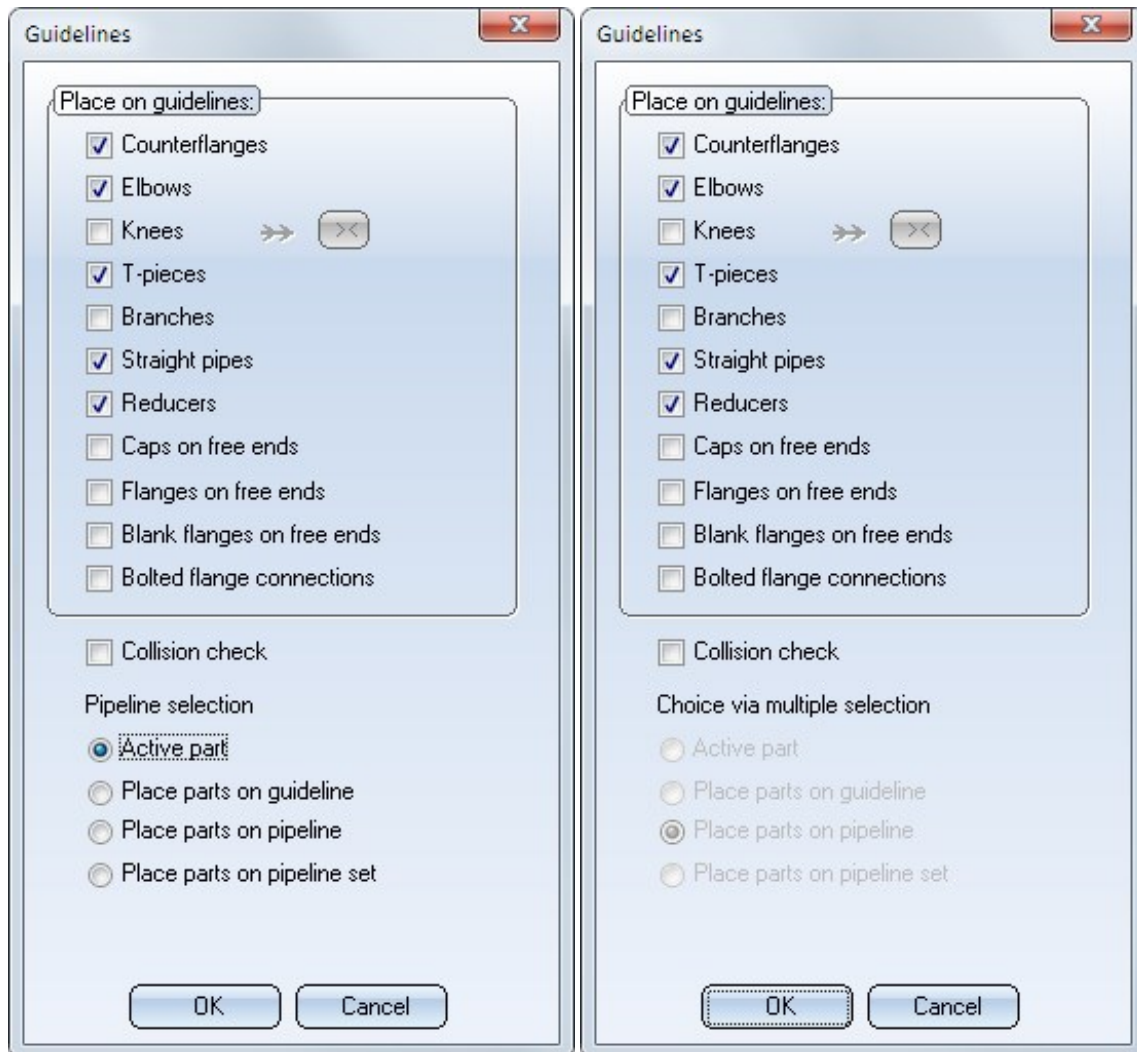 Guidelines
Place on guidelines:
Counterflanges
Elbows
Knees
T-pieces
Branches
Straight pipes
Reducers
Caps on free ends
Flanges on free ends
Blank flanges on free ends
Bolted flange connections
Collision check
Pipeline selection
Active part
Place parts on guideline
Place parts on pipeline
Place parts on pipeline set
OK Cancel
Guidelines
Place on guidelines:
Counterflanges
Elbows
Knees
T-pieces
Branches
Straight pipes
Reducers
Caps on free ends
Flanges on free ends
Blank flanges on free ends
Bolted flange connections
Collision check
Choice via multiple selection
Active part
Place parts on guideline
Place parts on pipeline
Place parts on pipeline set
OK Cancel